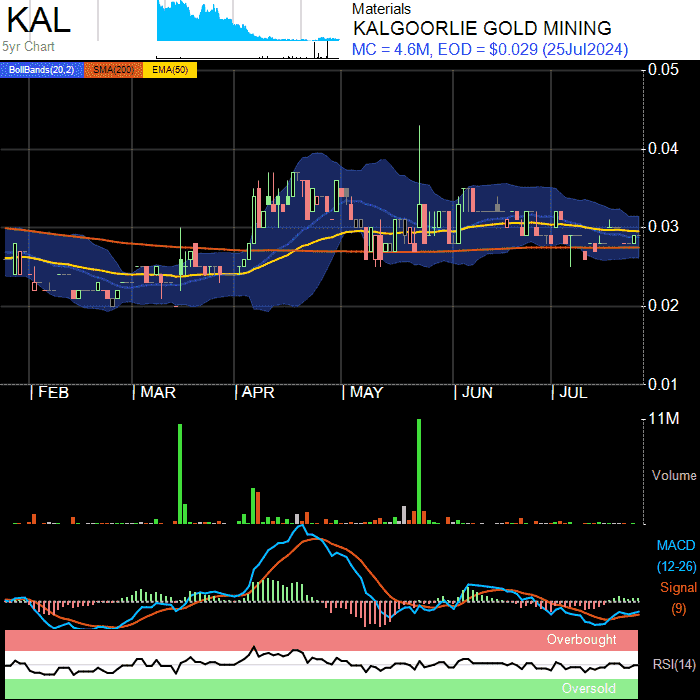 KAL
5yr Chart
Materials
KALGOORLIE GOLD MINING
MC = 4.6M, EOD = $0.029 (25Jul2024)
BollBands(20,2) SMA(200) EMA(50)
0.05
0.04
0.03
0.02
0.01
FEB MAR APR MAY JUN JUL
11M
Volume
MACD
(12-26)
Signal
(9)
Overbought
RSI(14)
Oversold